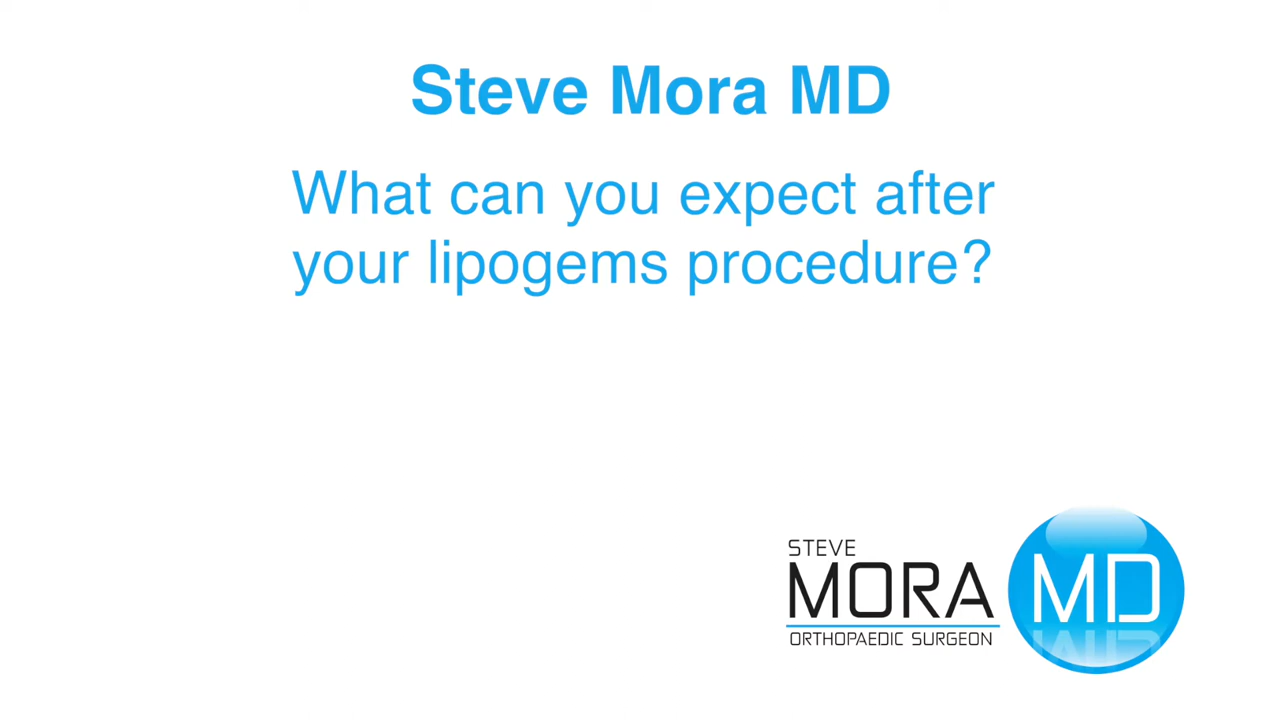 Steve Mora MD
What can you expect after
your lipogems procedure?
STEVE
MORA
ORTHOPAEDIC SURGEON
MD